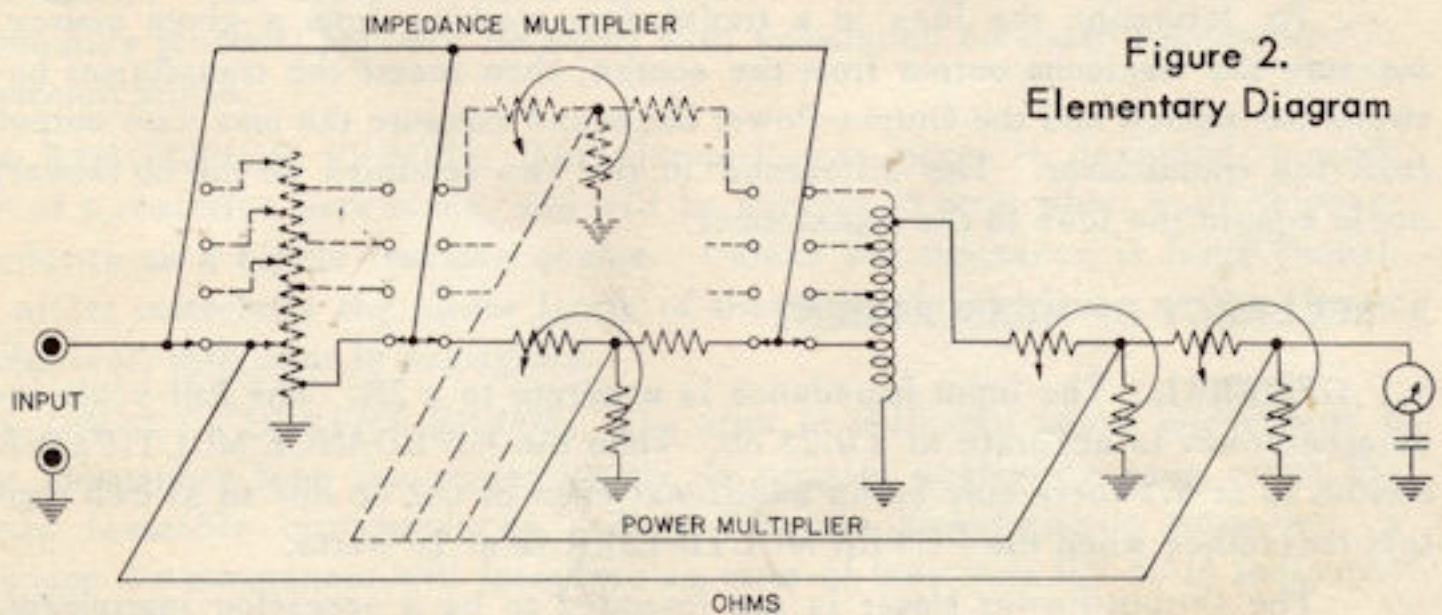 IMPEDANCE MULTIPLIER
Figure 2.
Elementary Diagram
INPUT
POWER MULTIPLIER
OHMS